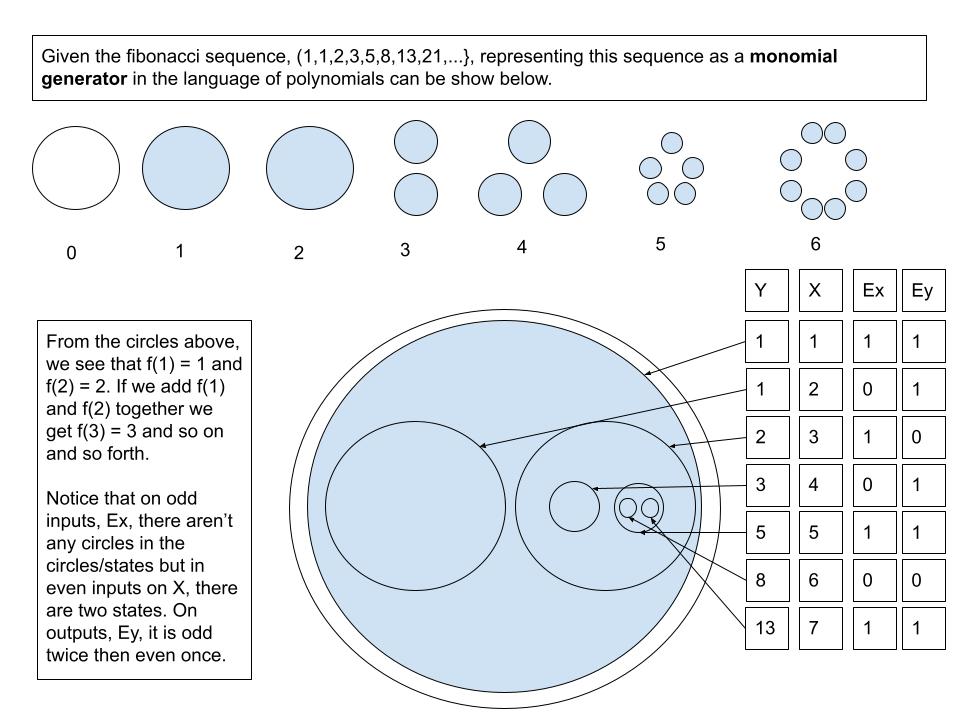 Given the fibonacci sequence, (1,1,2,3,5,8,13,21,...}, representing this sequence as a monomial
generator in the language of polynomials can be show below.
0 1 2 3 4 5 6
From the circles above,
we see that f(1) = 1 and
f(2) = 2. If we add f(1)
and f(2) together we
get f(3) = 3 and so on
and so forth.
Notice that on odd
inputs, Ex, there aren't
any circles in the
circles/states but in
even inputs on X, there
are two states. On
outputs, Ey, it is odd
twice then even once.
Y X Ex Ey
1 1 1 1
1 2 0 1
2 3 1 0
3 4 0 1
5 5 1 1
8 6 0 0
13 7 1 1